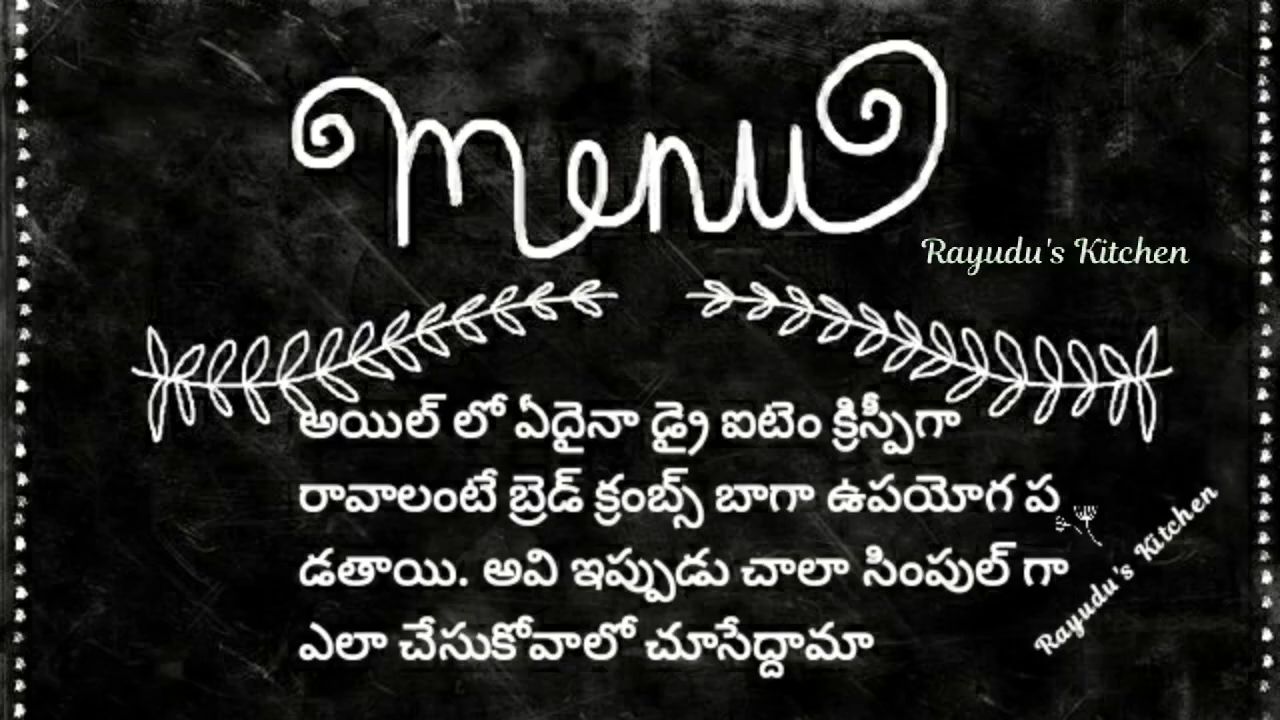 menu
Rayudu's Kitchen
అయిల్ లో ఏదైనా డ్రై ఐటెం క్రిస్పీగా
రావాలంటే బ్రెడ్ క్రంబ్స్ బాగా ఉపయోగ ప
డతాయి. అవి ఇప్పుడు చాలా సింపుల్ గా
ఎలా చేసుకోవాలో చూసేద్దామా
Rayudu's Kitchen